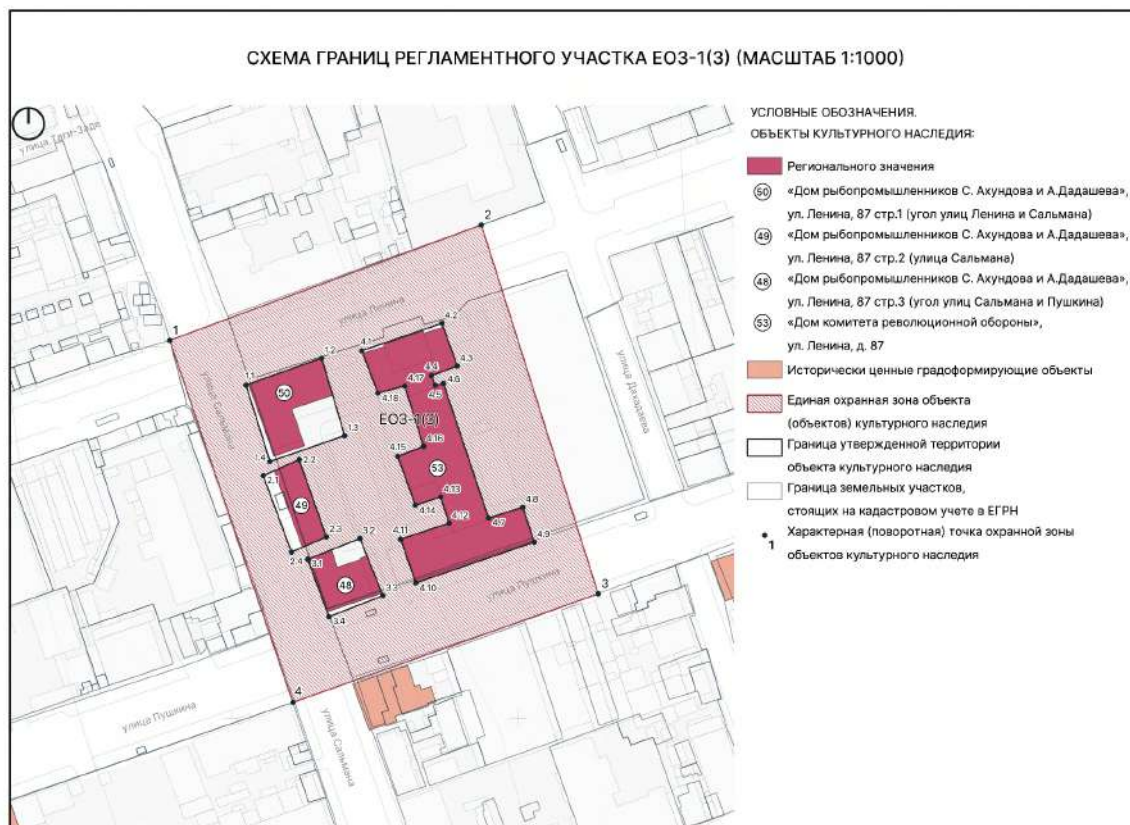 СХЕМА ГРАНИЦ РЕГЛАМЕНТНОГО УЧАСТКА ЕОЗ-1(3) (МАСШТАБ 1:1000)
УСЛОВНЫЕ ОБОЗНАЧЕНИЯ.
ОБЪЕКТЫ КУЛЬТУРНОГО НАСЛЕДИЯ:
Регионального значения
50 «Дом рыбопромышленников С. Ахундова и А.Дадашева»,
ул. Ленина, 87 стр.1 (угол улиц Ленина и Сальмана)
49 «Дом рыбопромышленников С. Ахундова и А.Дадашева»,
ул. Ленина, 87 стр.2 (улица Сальмана)
48 «Дом рыбопромышленников С. Ахундова и А.Дадашева»,
ул. Ленина, 87 стр.3 (угол улиц Сальмана и Пушкина)
53 «Дом комитета революционной обороны»,
ул. Ленина, д. 87
Исторически ценные градоформирующие объекты
Единая охранная зона объекта
(объектов) культурного наследия
Граница утвержденной территории
объекта культурного наследия
Граница земельных участков,
стоящих на кадастровом учете в ЕГРН
1 Характерная (поворотная) точка охранной зоны
объектов культурного наследия
улица Таги-Заде
2
улица Ленина
1
4.2
4.1
1.2
4.3
1.1
4.4
4.6
4.17
4.5
50
4.18
улица Сальмана
улица Дахадаева
ЕОЗ-1(3)
1.3
4.16
4.15
1.4
2.2
53
2.1
4.13
4.14
4.8
49
4.12
4.7
2.3
3.2
4.11
4.9
2.4
3.1
48
4.10
улица Пушкина
3.3
3
3.4
4
улица Пушкина
улица Сальмана